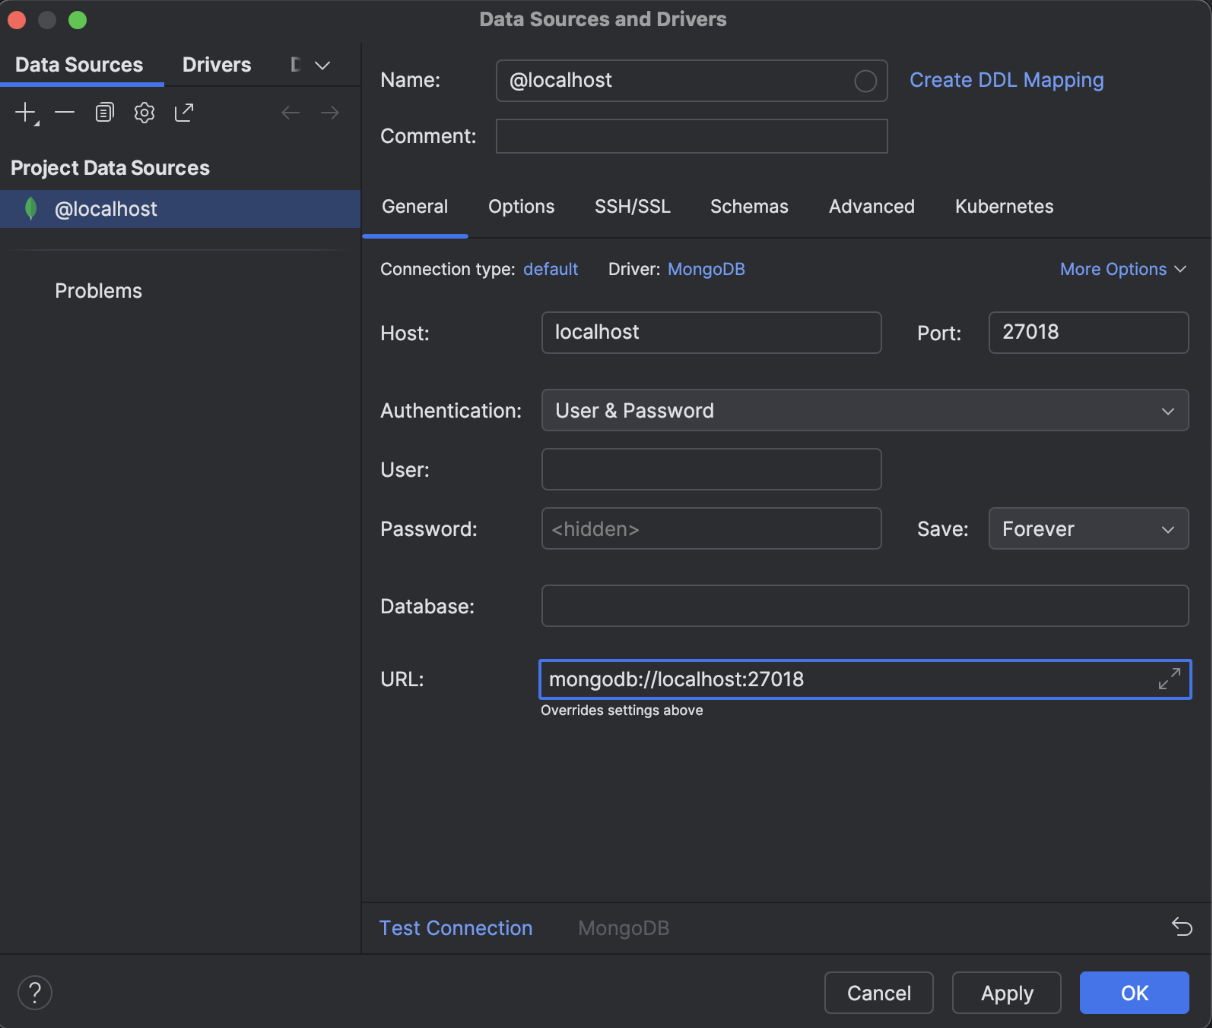 Data Sources and Drivers
Data Sources Drivers
Name: @localhost Create DDL Mapping
Comment:
Project Data Sources
@localhost
Problems
General Options SSH/SSL Schemas Advanced Kubernetes
Connection type: default Driver: MongoDB More Options
Host: localhost Port: 27018
Authentication: User & Password
User:
Password: <hidden> Save: Forever
Database:
URL: mongodb://localhost:27018
Overrides settings above
Test Connection MongoDB
? Cancel Apply OK